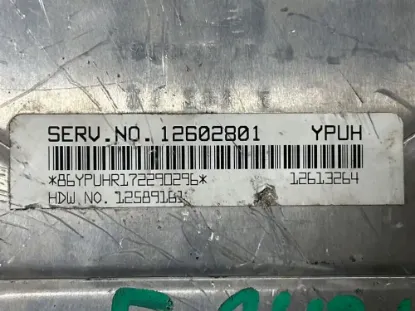 SERV.NO.12602801 YPUH
*86YPUHR172290296* 12613264
HDW NO. 12589161